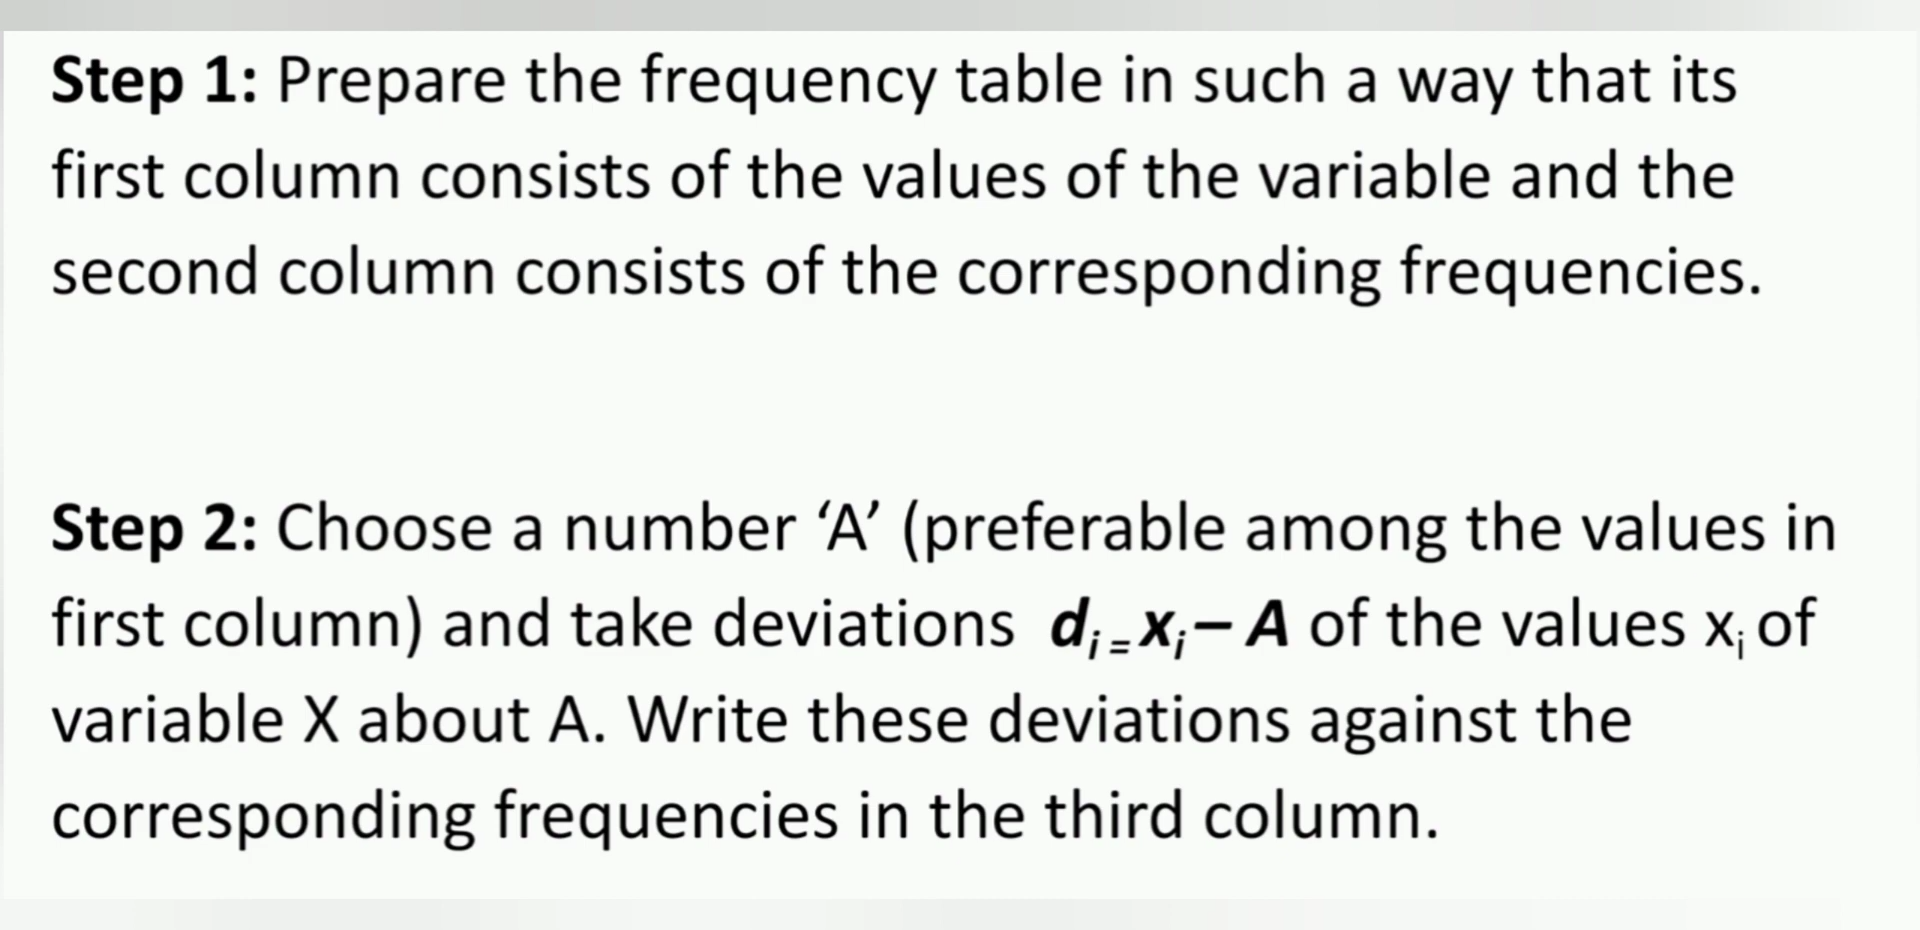 Step 1: Prepare the frequency table in such a way that its
first column consists of the values of the variable and the
second column consists of the corresponding frequencies.
Step 2: Choose a number ‘A’ (preferable among the values in
first column) and take deviations dᵢ = xᵢ – A of the values xᵢ of
variable X about A. Write these deviations against the
corresponding frequencies in the third column.